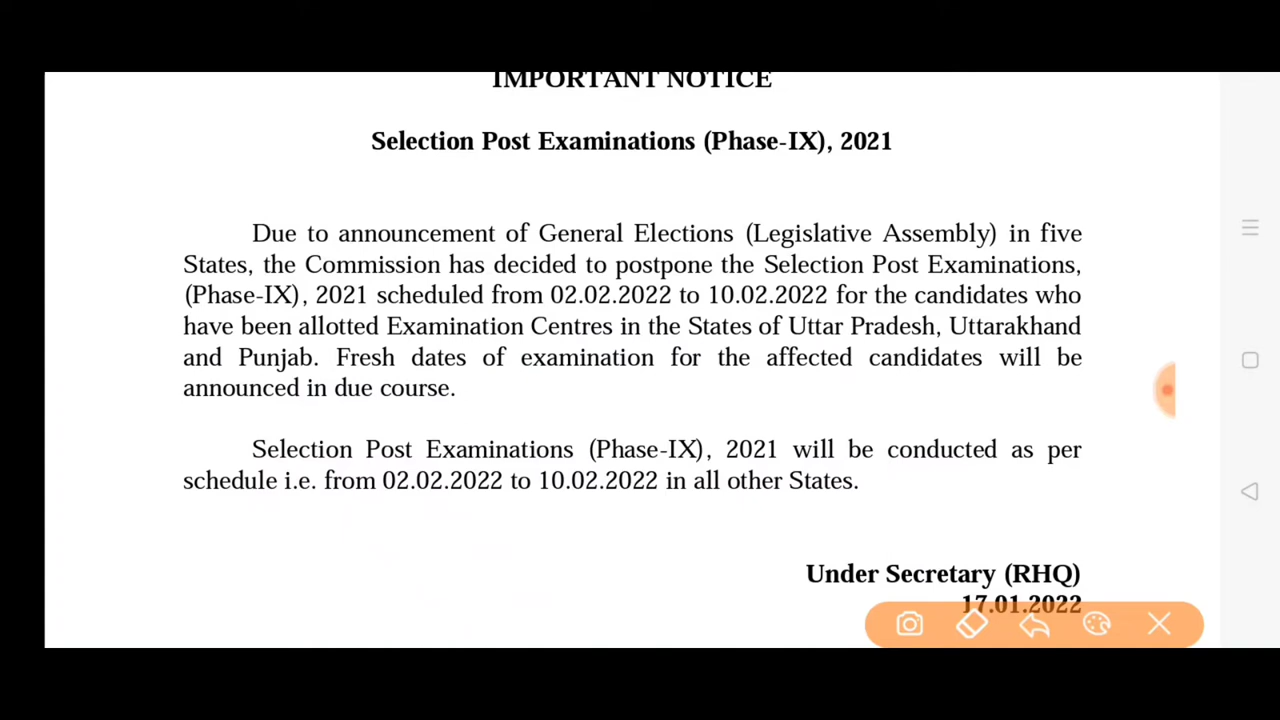 IMPORTANT NOTICE
Selection Post Examinations (Phase-IX), 2021
Due to announcement of General Elections (Legislative Assembly) in five
States, the Commission has decided to postpone the Selection Post Examinations,
(Phase-IX), 2021 scheduled from 02.02.2022 to 10.02.2022 for the candidates who
have been allotted Examination Centres in the States of Uttar Pradesh, Uttarakhand
and Punjab. Fresh dates of examination for the affected candidates will be
announced in due course.
Selection Post Examinations (Phase-IX), 2021 will be conducted as per
schedule i.e. from 02.02.2022 to 10.02.2022 in all other States.
Under Secretary (RHQ)
17.01.2022